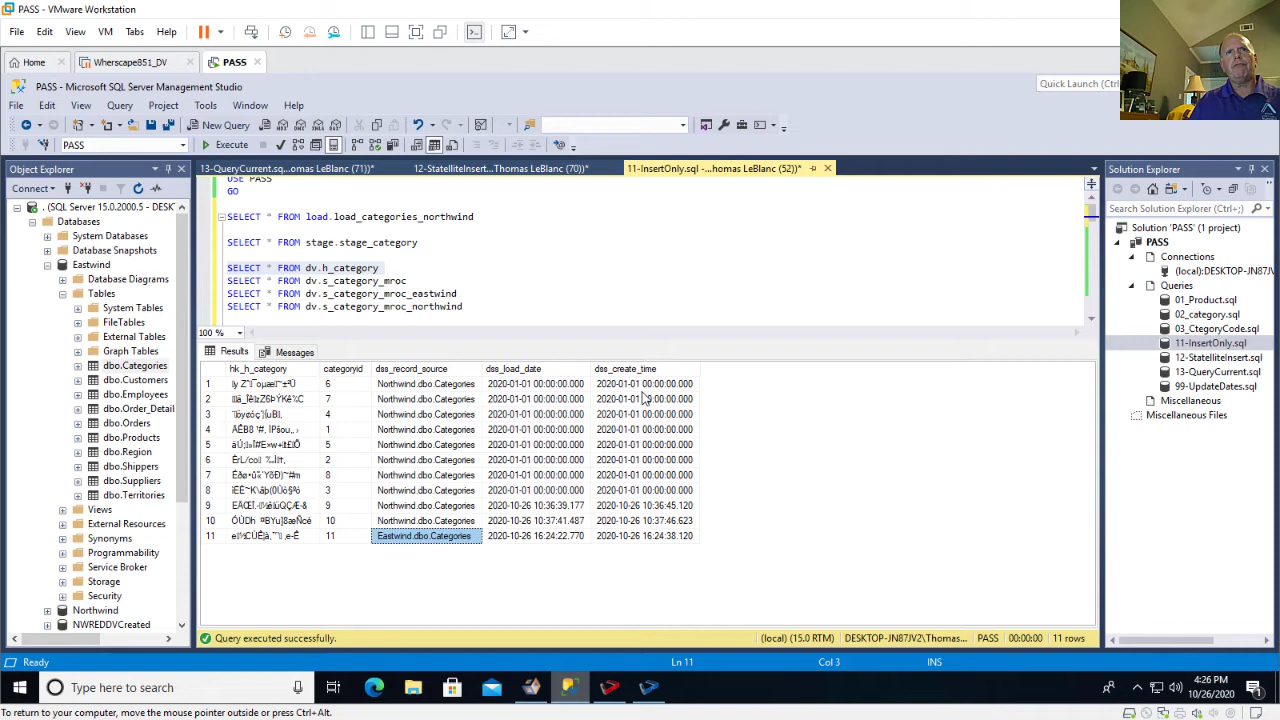 PASS - VMware Workstation
File Edit View VM Tabs Help
Home Wherscape851_DV PASS
PASS - Microsoft SQL Server Management Studio
Quick Launch (Ctrl+
File Edit View Query Project Tools Window Help
New Query
PASS Execute
Object Explorer
13-QueryCurrent.sq...omas LeBlanc (71))* 12-StatelliteInsert...Thomas LeBlanc (70))* 11-InsertOnly.sql -...homas LeBlanc (52))*
Solution Explorer
Connect
. (SQL Server 15.0.2000.5 - DESK
Databases
System Databases
Database Snapshots
Eastwind
Database Diagrams
Tables
System Tables
FileTables
External Tables
Graph Tables
dbo.Categories
dbo.Customers
dbo.Employees
dbo.Order_Detail
dbo.Orders
dbo.Products
dbo.Region
dbo.Shippers
dbo.Suppliers
dbo.Territories
Views
External Resources
Synonyms
Programmability
Service Broker
Storage
Security
Northwind
NWREDDVCreated
USE PASS
GO
SELECT * FROM load.load_categories_northwind
SELECT * FROM stage.stage_category
SELECT * FROM dv.h_category
SELECT * FROM dv.s_category_mroc
SELECT * FROM dv.s_category_mroc_eastwind
SELECT * FROM dv.s_category_mroc_northwind
100 %
Results Messages
hk_h_category categoryid dss_record_source dss_load_date dss_create_time
1 6 Northwind.dbo.Categories 2020-01-01 00:00:00.000 2020-01-01 00:00:00.000
2 7 Northwind.dbo.Categories 2020-01-01 00:00:00.000 2020-01-01 00:00:00.000
3 4 Northwind.dbo.Categories 2020-01-01 00:00:00.000 2020-01-01 00:00:00.000
4 1 Northwind.dbo.Categories 2020-01-01 00:00:00.000 2020-01-01 00:00:00.000
5 5 Northwind.dbo.Categories 2020-01-01 00:00:00.000 2020-01-01 00:00:00.000
6 2 Northwind.dbo.Categories 2020-01-01 00:00:00.000 2020-01-01 00:00:00.000
7 8 Northwind.dbo.Categories 2020-01-01 00:00:00.000 2020-01-01 00:00:00.000
8 3 Northwind.dbo.Categories 2020-01-01 00:00:00.000 2020-01-01 00:00:00.000
9 9 Northwind.dbo.Categories 2020-10-26 10:36:39.177 2020-10-26 10:36:45.120
10 10 Northwind.dbo.Categories 2020-10-26 10:37:41.487 2020-10-26 10:37:46.623
11 11 Eastwind.dbo.Categories 2020-10-26 16:24:22.770 2020-10-26 16:24:38.120
Search Solution Explorer (Ctrl+;)
Solution 'PASS' (1 project)
PASS
Connections
(local):DESKTOP-JN87JV
Queries
01_Product.sql
02_category.sql
03_CtegoryCode.sql
11-InsertOnly.sql
12-StatelliteInsert.sql
13-QueryCurrent.sql
99-UpdateDates.sql
Miscellaneous
Miscellaneous Files
Query executed successfully. (local) (15.0 RTM) DESKTOP-JN87JV2\Thomas... PASS 00:00:00 11 rows
Ready Ln 11 Col 3 INS
Type here to search
4:26 PM
10/26/2020
1
To return to your computer, move the mouse pointer outside or press Ctrl+Alt.